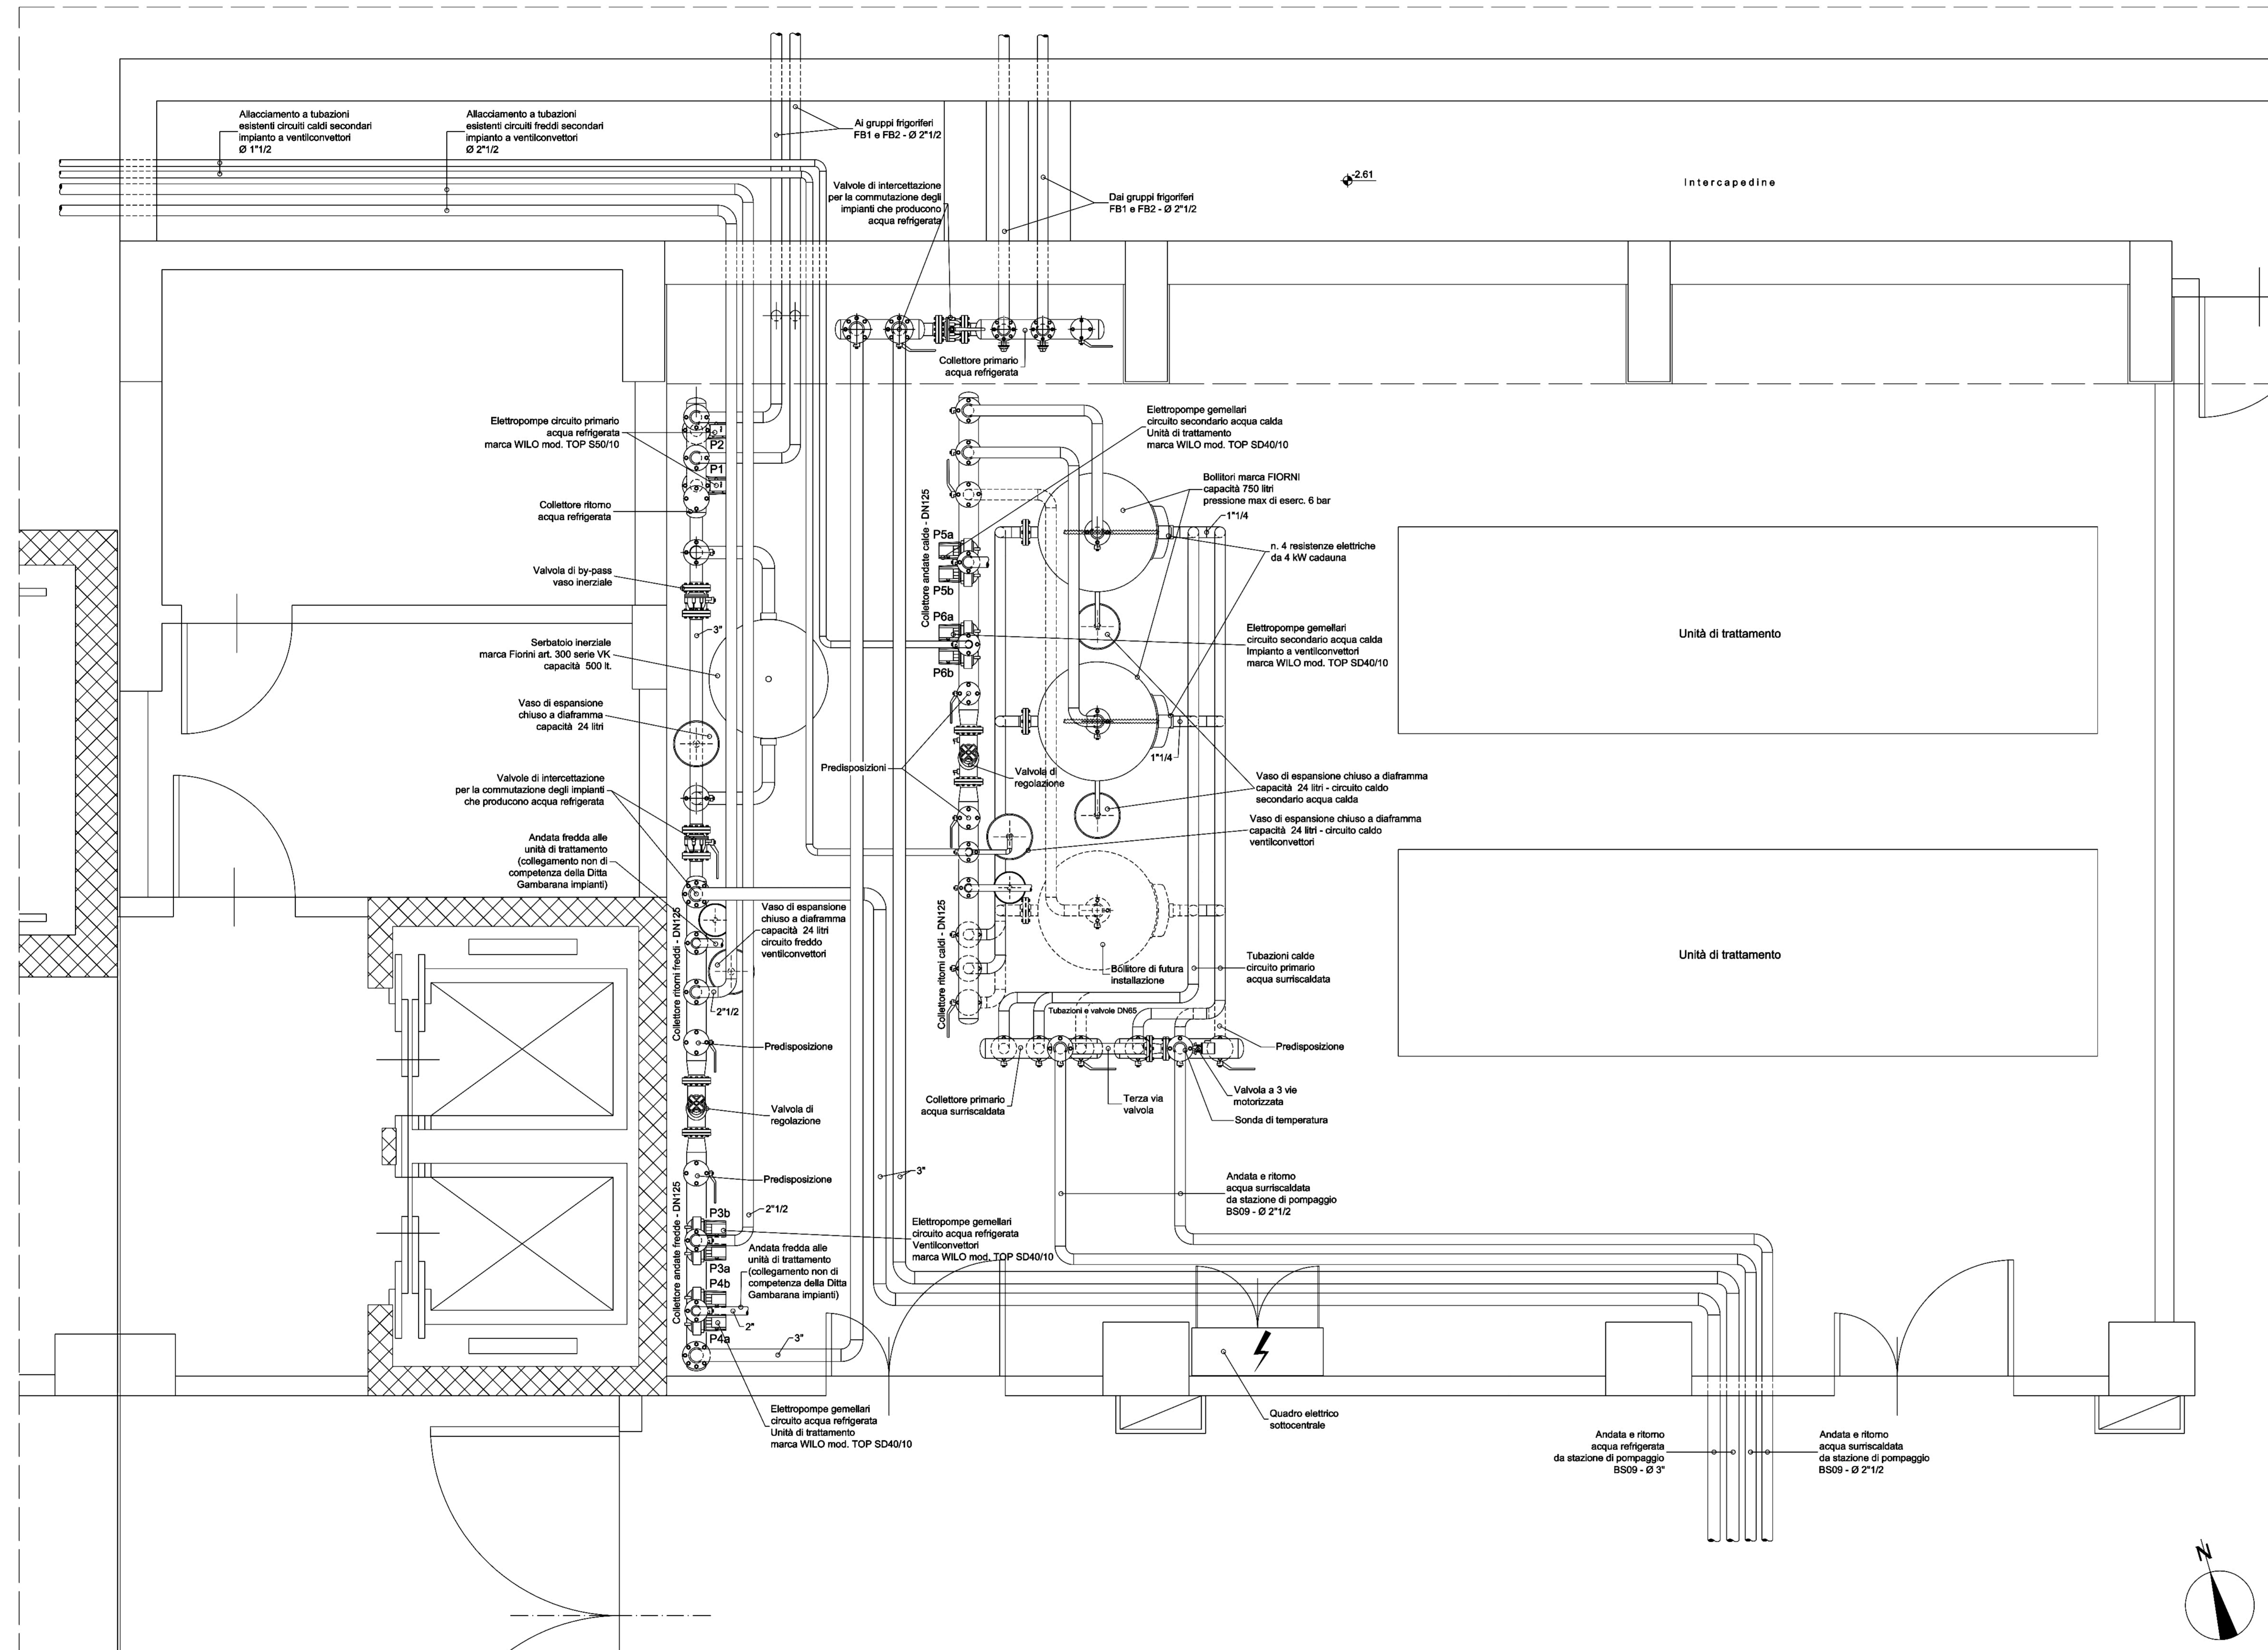 Allacciamento a tubazioni
esistenti circuiti caldi secondari
impianto a ventilconvettori
Ø 1"1/2
Allacciamento a tubazioni
esistenti circuiti freddi secondari
impianto a ventilconvettori
Ø 2"1/2
Ai gruppi frigoriferi
FB1 e FB2 - Ø 2"1/2
Valvole di intercettazione
per la commutazione degli
impianti che producono
acqua refrigerata
Dai gruppi frigoriferi
FB1 e FB2 - Ø 2"1/2
-2.61
Intercapedine
Collettore primario
acqua refrigerata
Elettropompe circuito primario
acqua refrigerata
marca WILO mod. TOP S50/10
P2
P1
Collettore ritorno
acqua refrigerata
Valvola di by-pass
vaso inerziale
3"
Serbatoio inerziale
marca Fiorini art. 300 serie VK
capacità 500 lt.
Vaso di espansione
chiuso a diaframma
capacità 24 litri
Valvole di intercettazione
per la commutazione degli impianti
che producono acqua refrigerata
Andata fredda alle
unità di trattamento
(collegamento non di
competenza della Ditta
Gambarana impianti)
Elettropompe gemellari
circuito secondario acqua calda
Unità di trattamento
marca WILO mod. TOP SD40/10
Bollitori marca FIORNI
capacità 750 litri
pressione max di eserc. 6 bar
1"1/4
n. 4 resistenze elettriche
da 4 kW cadauna
Collettore andate calde - DN125
P5a
P5b
P6a
P6b
Elettropompe gemellari
circuito secondario acqua calda
Impianto a ventilconvettori
marca WILO mod. TOP SD40/10
Unità di trattamento
Predisposizioni
Valvola di
regolazione
1"1/4
Vaso di espansione chiuso a diaframma
capacità 24 litri - circuito caldo
secondario acqua calda
Vaso di espansione chiuso a diaframma
capacità 24 litri - circuito caldo
ventilconvettori
Vaso di espansione
chiuso a diaframma
capacità 24 litri
circuito freddo
ventilconvettori
Collettore ritorni freddi - DN125
2"1/2
Collettore ritorni caldi - DN125
Bollitore di futura
installazione
Tubazioni calde
circuito primario
acqua surriscaldata
Unità di trattamento
Tubazioni e valvole DN65
Predisposizione
Predisposizione
Valvola di
regolazione
Collettore primario
acqua surriscaldata
Terza via
valvola
Valvola a 3 vie
motorizzata
Sonda di temperatura
Predisposizione
3"
Andata e ritorno
acqua surriscaldata
da stazione di pompaggio
BS09 - Ø 2"1/2
Collettore andate fredde - DN125
P3b
2"1/2
P3a
P4b
P4a
Elettropompe gemellari
circuito acqua refrigerata
Ventilconvettori
marca WILO mod. TOP SD40/10
Andata fredda alle
unità di trattamento
(collegamento non di
competenza della Ditta
Gambarana impianti)
2"
3"
Elettropompe gemellari
circuito acqua refrigerata
Unità di trattamento
marca WILO mod. TOP SD40/10
Quadro elettrico
sottocentrale
Andata e ritorno
acqua refrigerata
da stazione di pompaggio
BS09 - Ø 3"
Andata e ritorno
acqua surriscaldata
da stazione di pompaggio
BS09 - Ø 2"1/2
N